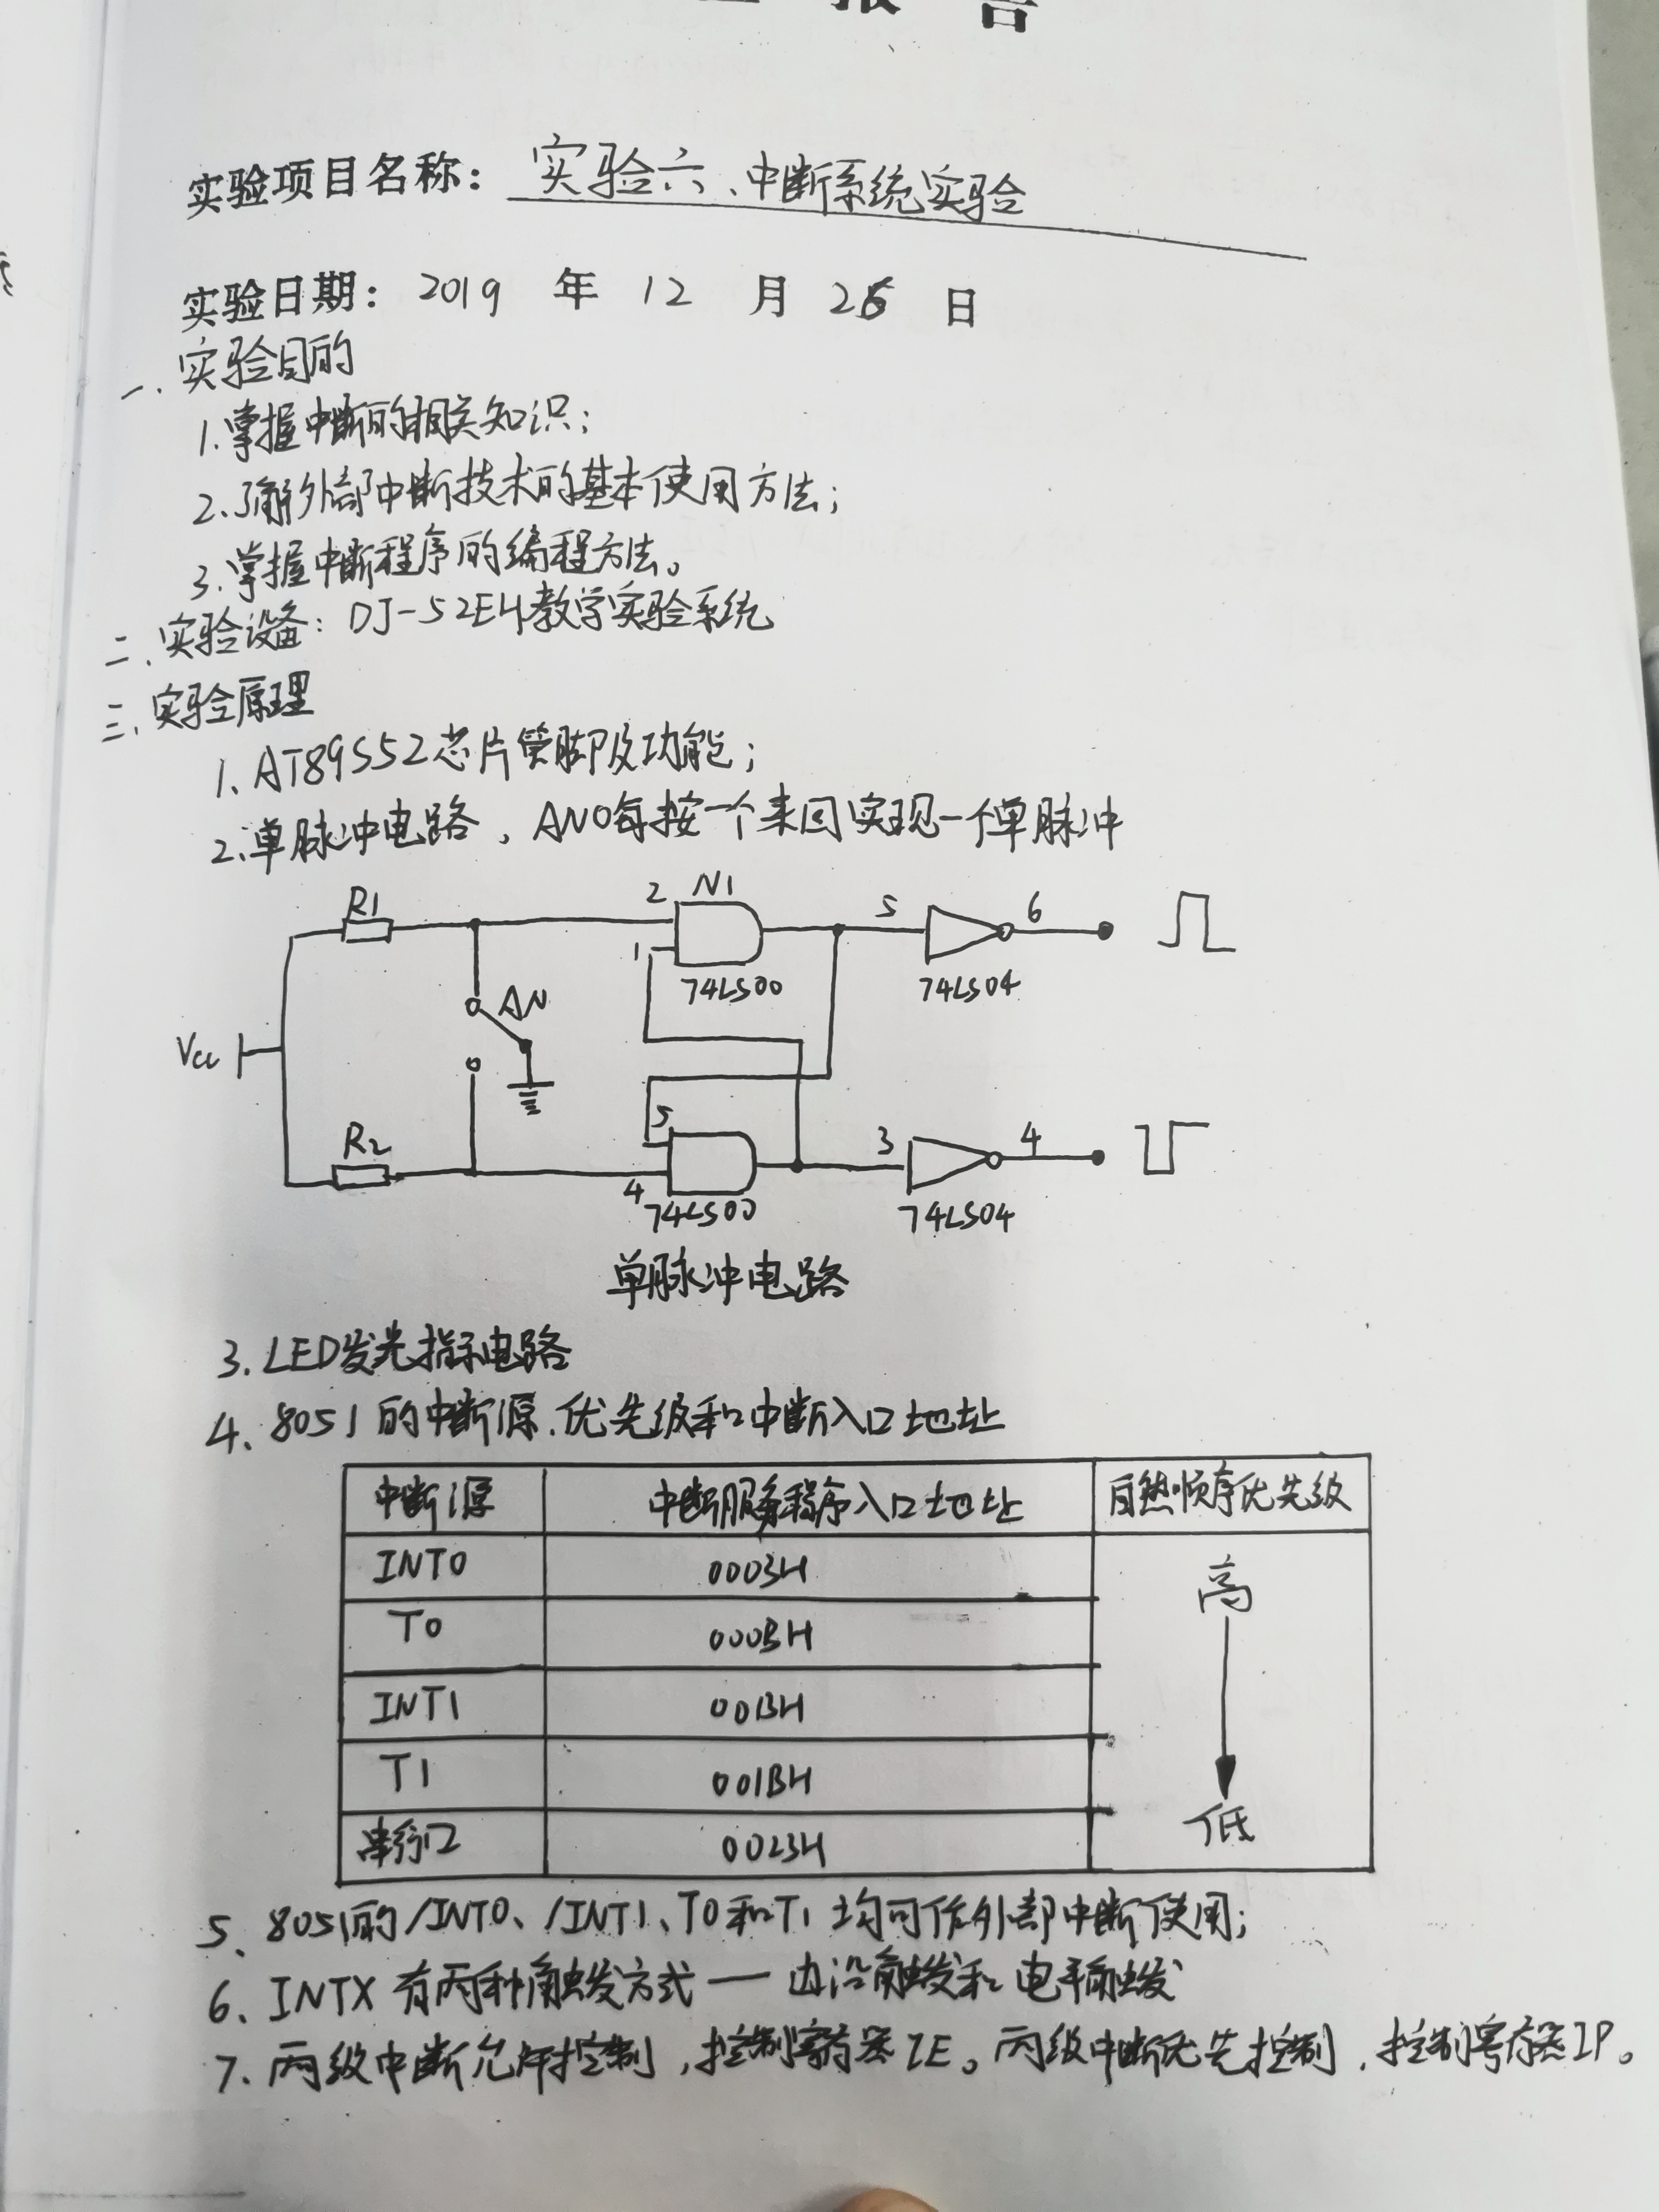 报告
实验项目名称：实验六、中断系统实验
实验日期：2019 年 12 月 26 日
一、实验目的
1.掌握中断的相关知识；
2.了解外部中断技术的基本使用方法；
3.掌握中断程序的编程方法。
二、实验设备：DJ-52EH教学实验系统
三、实验原理
1、AT89S52芯片管脚及功能；
2.单脉冲电路，AN0每按一个来回实现一个单脉冲
R1 2 N1 5 6
1
74LS00 74LS04
AN
Vcc
R2 5 3 4
4
74LS00 74LS04
单脉冲电路
3.LED发光指示电路
4、8051的中断源、优先级和中断入口地址
中断源 中断服务程序入口地址 自然顺序优先级
INT0 0003H 高
T0 000BH
INT1 0013H
T1 001BH
串行口 0023H 低
5、8051的/INT0、/INT1、T0和T1均可作外部中断使用；
6、INTX有两种触发方式一边沿触发和电平触发
7、两级中断允许控制，控制寄存器IE。两级中断优先控制，控制寄存器IP。